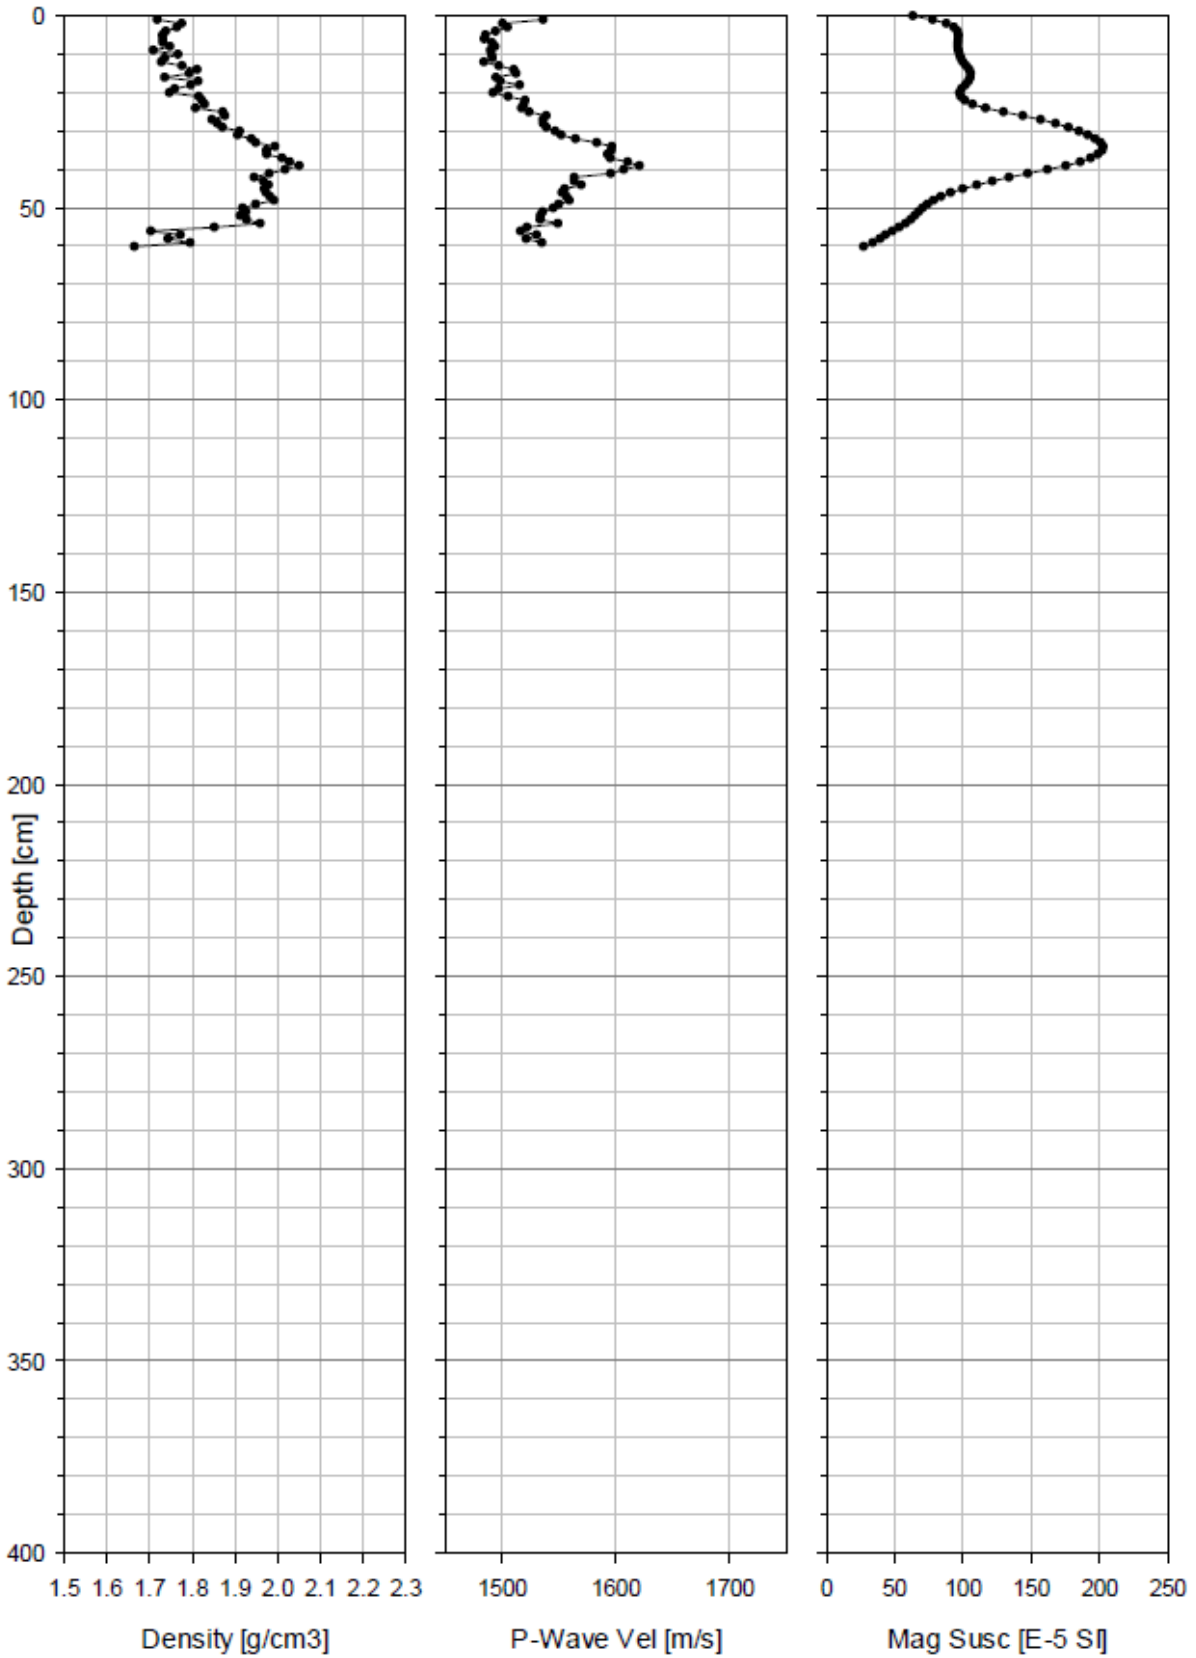 0
50
100
150
200
250
300
350
400
Depth [cm]
1.5 1.6 1.7 1.8 1.9 2.0 2.1 2.2 2.3
1500 1600 1700
0 50 100 150 200 250
Density [g/cm3]
P-Wave Vel [m/s]
Mag Susc [E-5 SI]